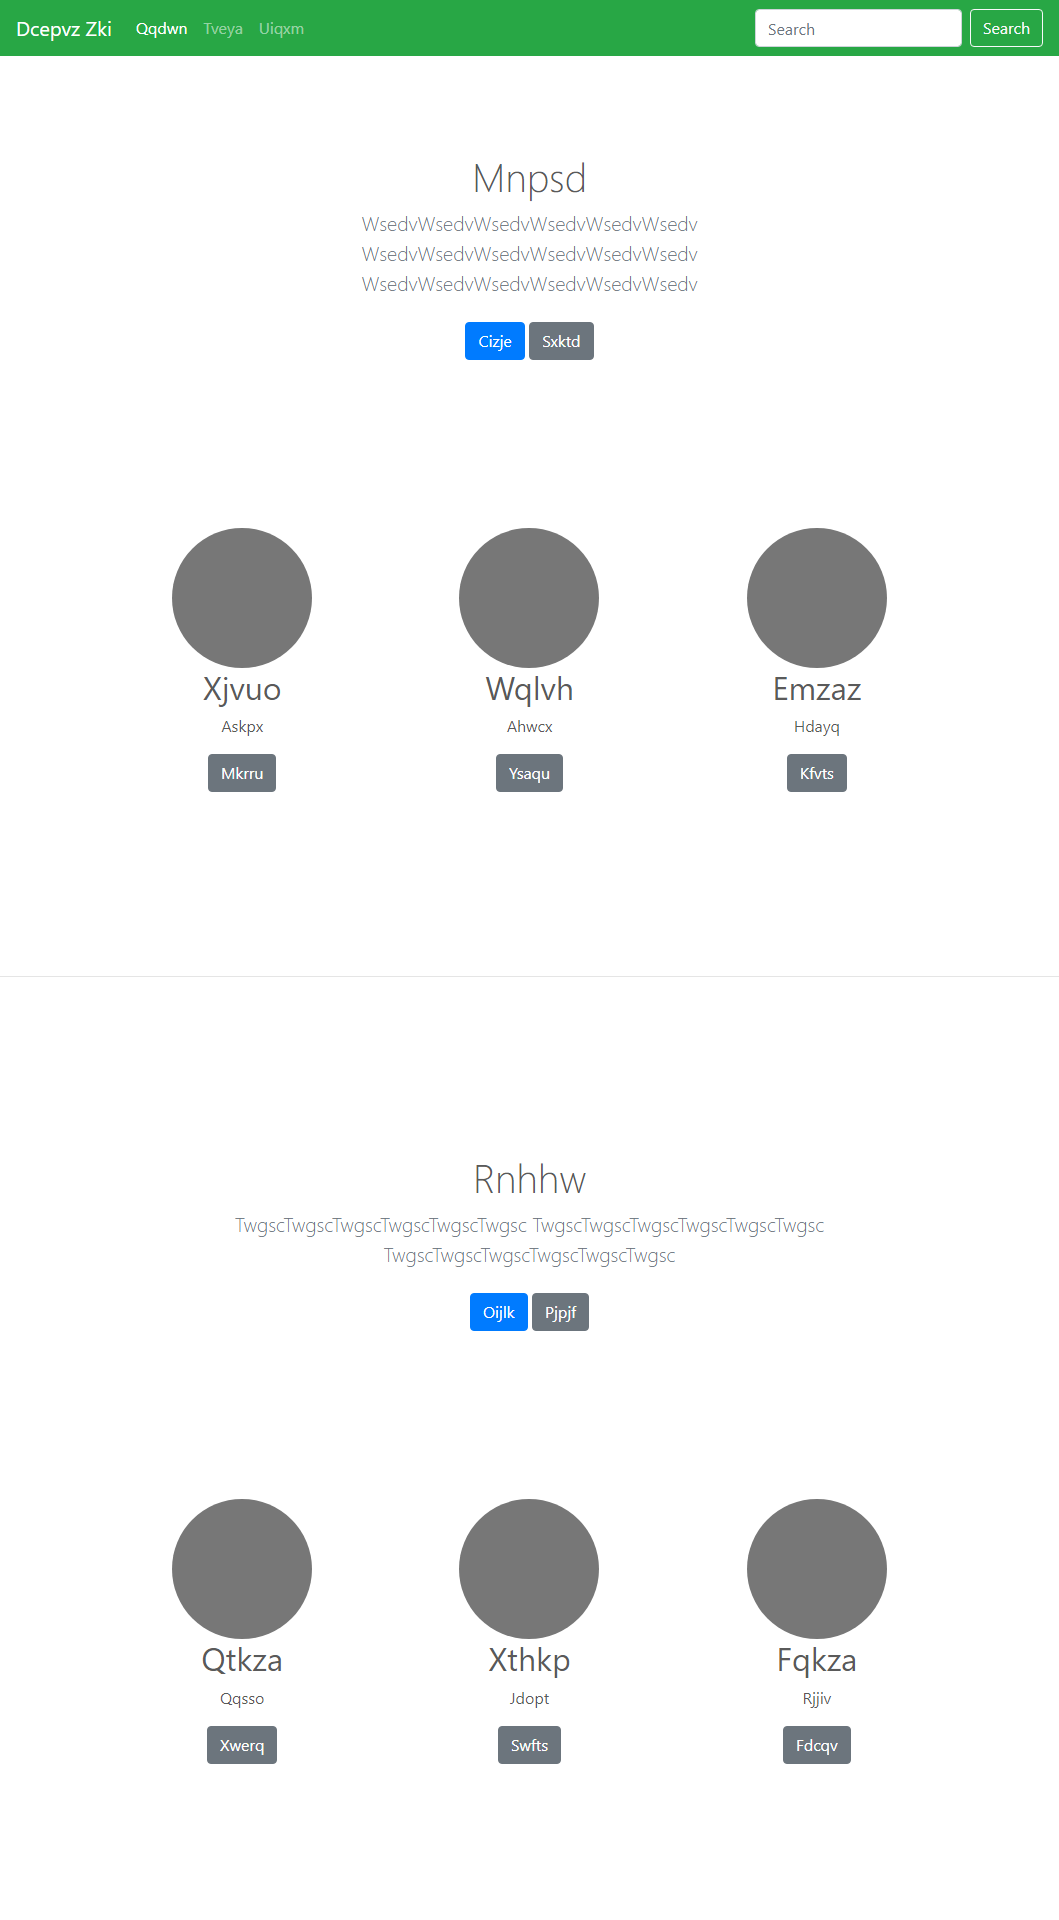 Dcepvz Zki Qqdwn Tveya Uiqxm Search Search
Mnpsd
WsedvWsedvWsedvWsedvWsedvWsedv
WsedvWsedvWsedvWsedvWsedvWsedv
WsedvWsedvWsedvWsedvWsedvWsedv
Cizje Sxktd
Xjvuo Wqlvh Emzaz
Askpx Ahwcx Hdayq
Mkrru Ysaqu Kfvts
Rnhhw
TwgscTwgscTwgscTwgscTwgscTwgsc TwgscTwgscTwgscTwgscTwgscTwgsc
TwgscTwgscTwgscTwgscTwgscTwgsc
Oijlk Pjpjf
Qtkza Xthkp Fqkza
Qqsso Jdopt Rjjiv
Xwerq Swfts Fdcqv